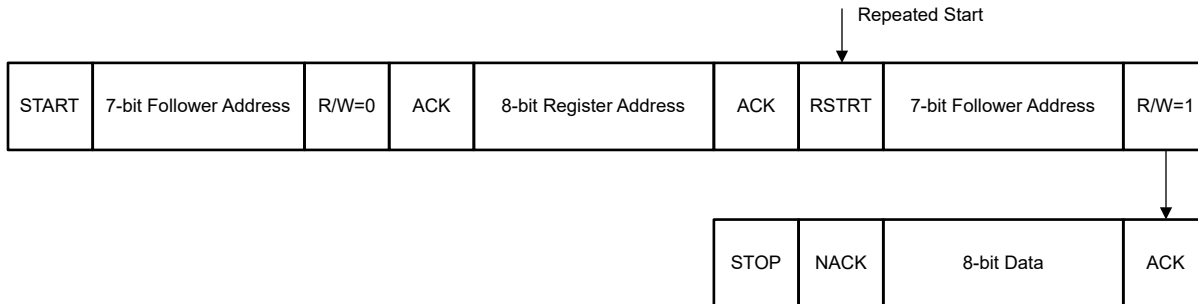 Repeated Start
START 7-bit Follower Address R/W=0 ACK 8-bit Register Address ACK RSTRT 7-bit Follower Address R/W=1
STOP NACK 8-bit Data ACK